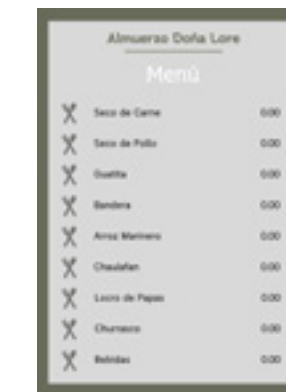 Almuerzo Doña Lore
Menú
Seco de Carne 0.00
Seco de Pollo 0.00
Guatita 0.00
Bandera 0.00
Arroz Marinero 0.00
Chaulafan 0.00
Locro de Papas 0.00
Churrasco 0.00
Bebidas 0.00